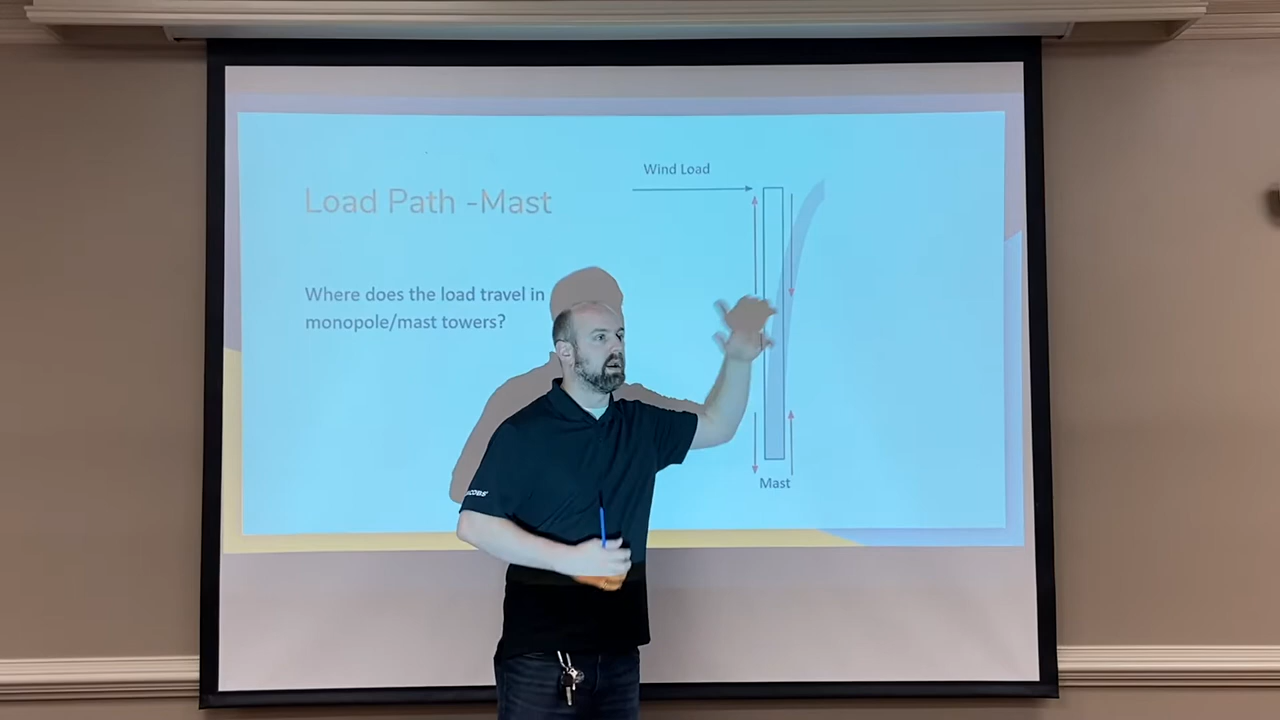 Wind Load
Load Path -Mast
Where does the load travel in
monopole/mast towers?
Mast